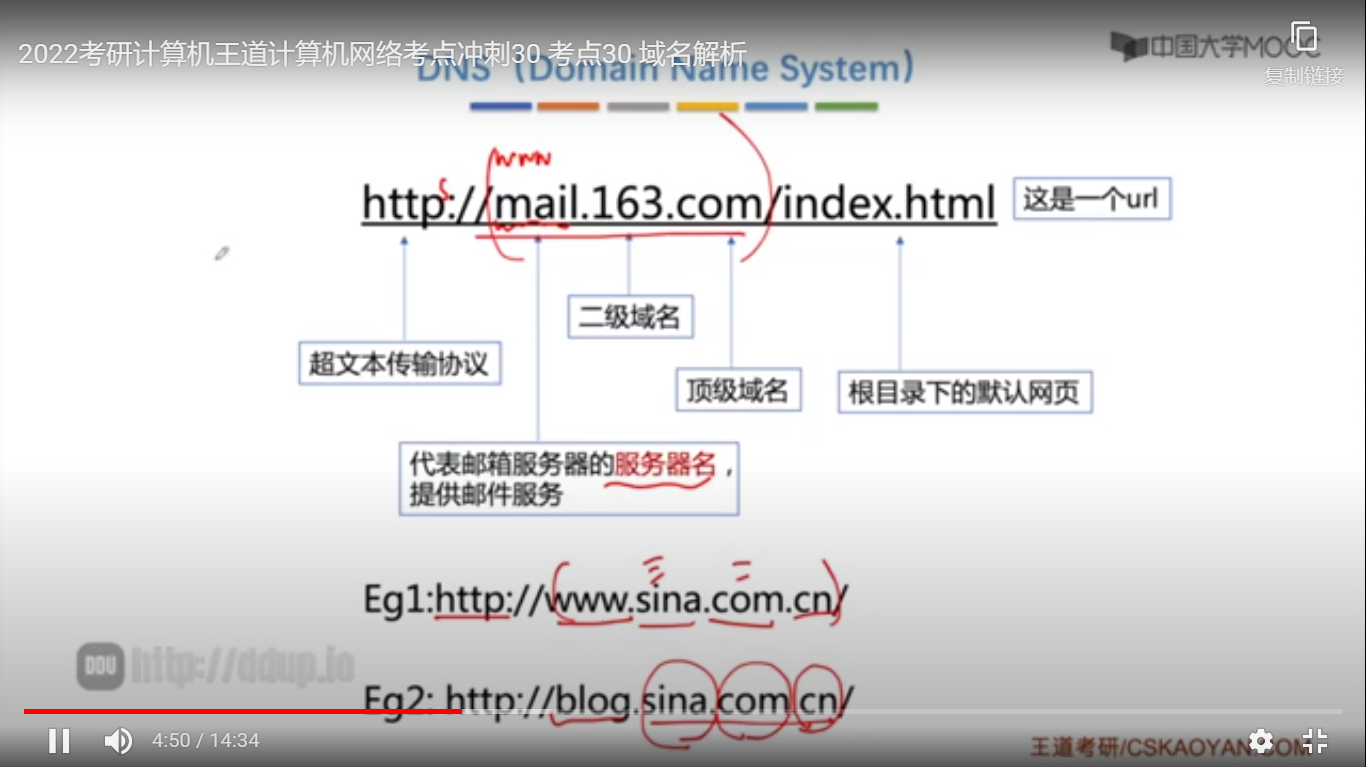 2022考研计算机王道计算机网络考点冲刺30 考点30 域名解析
中国大学MOOC
复制链接
DNS（Domain Name System）
www
s
http://mail.163.com/index.html
这是一个url
二级域名
超文本传输协议
顶级域名
根目录下的默认网页
代表邮箱服务器的服务器名，
提供邮件服务
三 二
Eg1:http://www.sina.com.cn/
DDU http://ddup.io
Eg2: http://blog.sina.com.cn/
4:50 / 14:34
王道考研/CSKAOYAN.COM